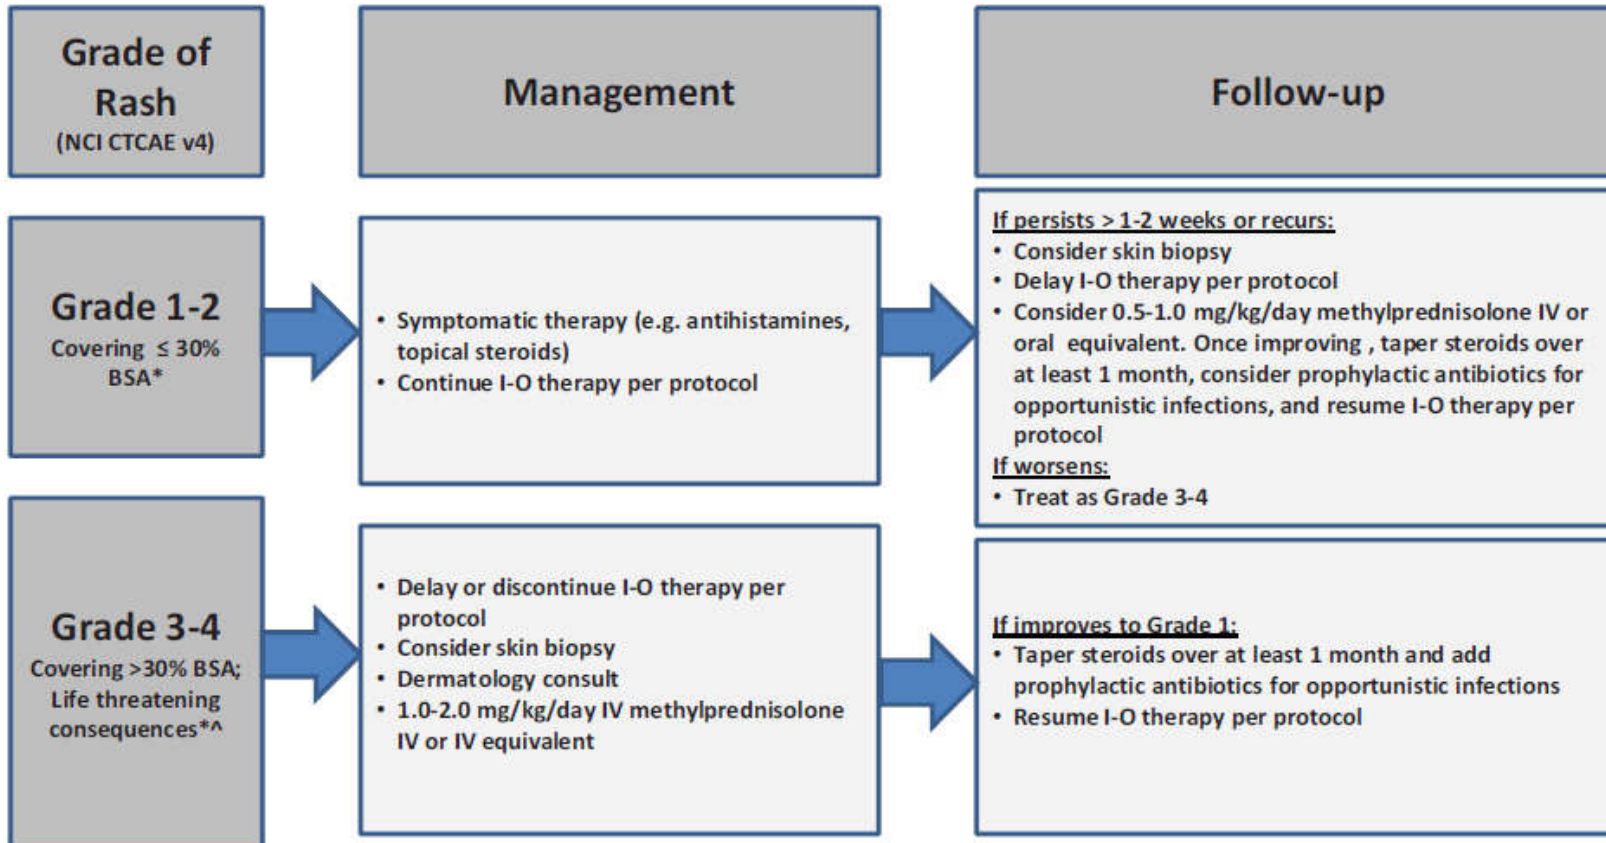 Grade of
Rash
(NCI CTCAE v4)
Management
Follow-up
Grade 1-2
Covering ≤ 30%
BSA*
• Symptomatic therapy (e.g. antihistamines,
topical steroids)
• Continue I-O therapy per protocol
If persists > 1-2 weeks or recurs:
• Consider skin biopsy
• Delay I-O therapy per protocol
• Consider 0.5-1.0 mg/kg/day methylprednisolone IV or
oral equivalent. Once improving , taper steroids over
at least 1 month, consider prophylactic antibiotics for
opportunistic infections, and resume I-O therapy per
protocol
If worsens:
• Treat as Grade 3-4
Grade 3-4
Covering >30% BSA;
Life threatening
consequences*^
• Delay or discontinue I-O therapy per
protocol
• Consider skin biopsy
• Dermatology consult
• 1.0-2.0 mg/kg/day IV methylprednisolone
IV or IV equivalent
If improves to Grade 1:
• Taper steroids over at least 1 month and add
prophylactic antibiotics for opportunistic infections
• Resume I-O therapy per protocol